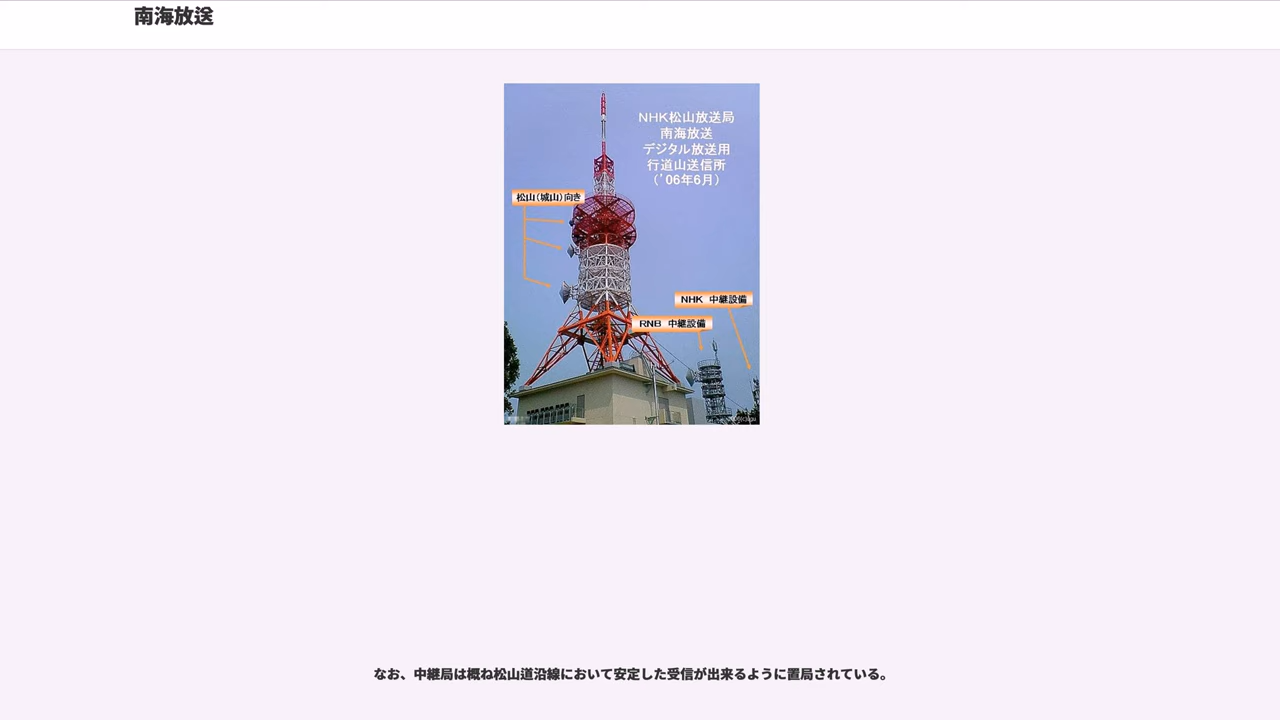 南海放送
NHK松山放送局
南海放送
デジタル放送用
行道山送信所
('06年6月)
松山(城山)向き
NHK 中継設備
RNB 中継設備
なお、中継局は概ね松山道沿線において安定した受信が出来るように置局されている。